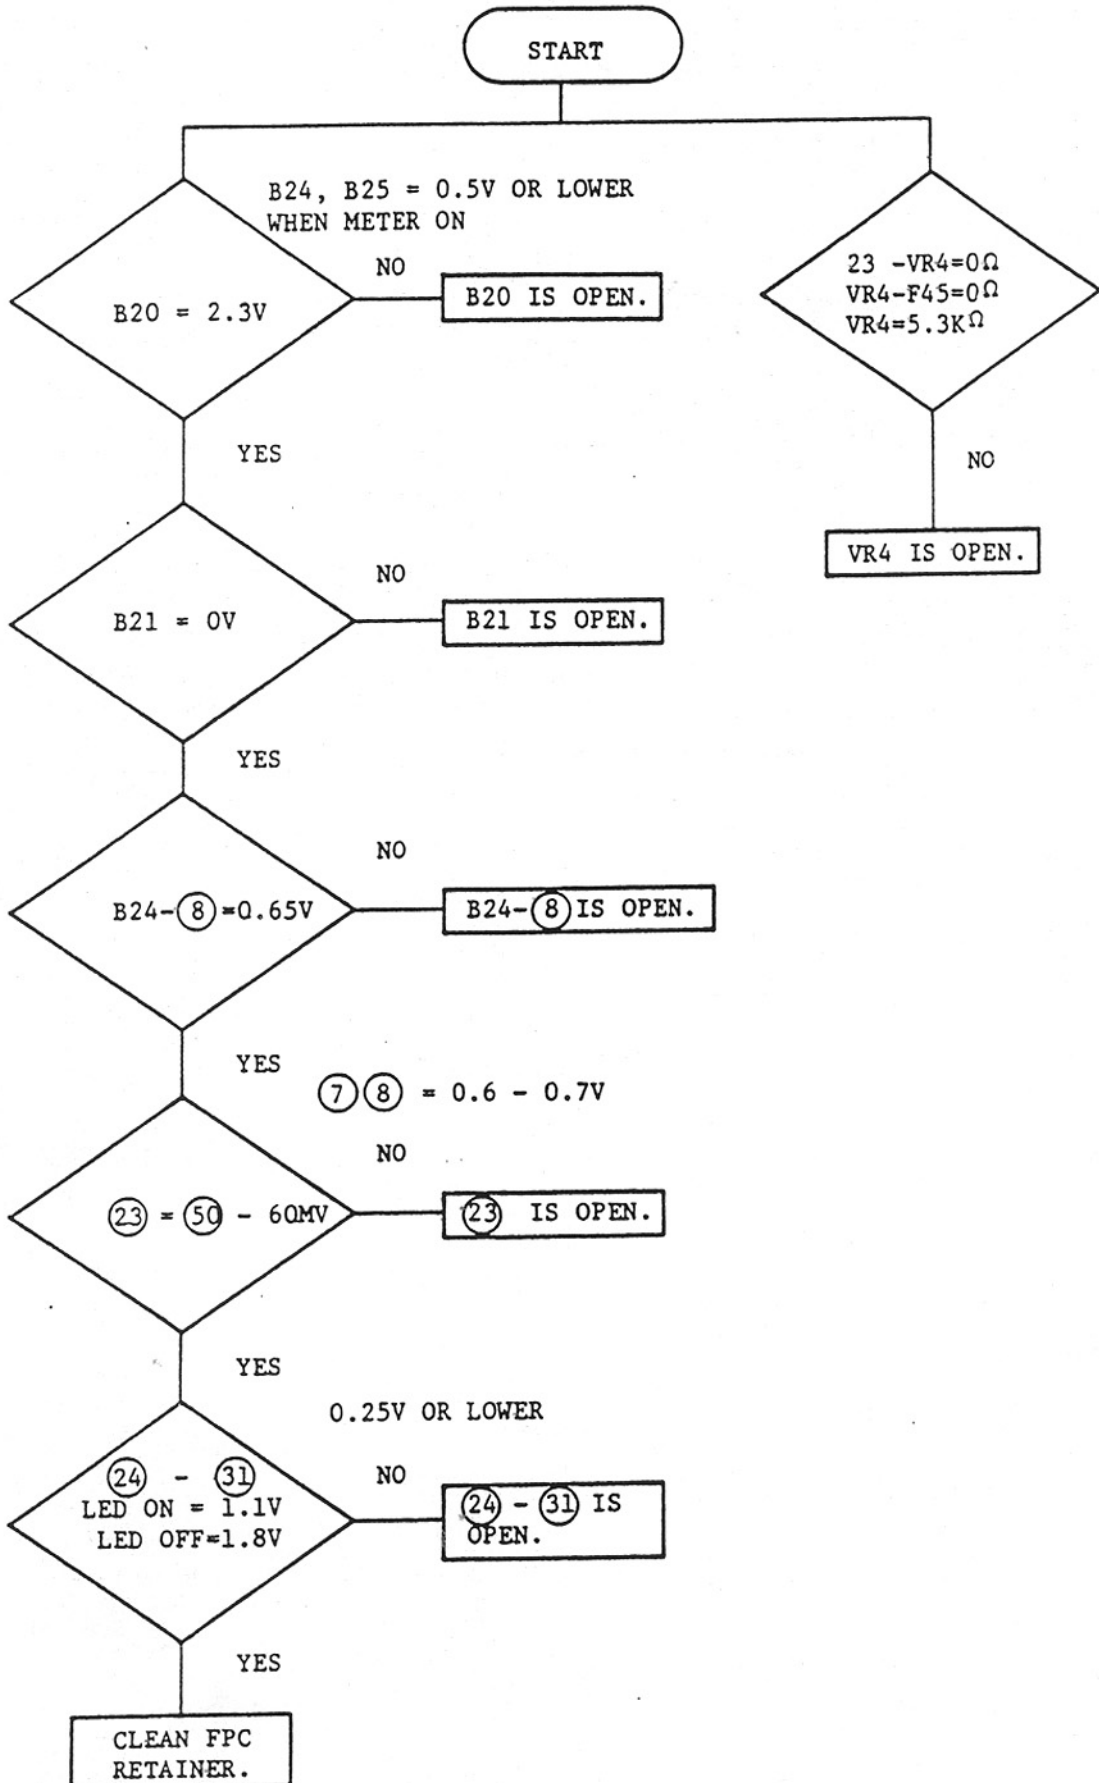 START
B24, B25 = 0.5V OR LOWER
WHEN METER ON
NO
B20 = 2.3V
B20 IS OPEN.
23 -VR4=0Ω
VR4-F45=0Ω
VR4=5.3KΩ
YES
NO
VR4 IS OPEN.
NO
B21 = 0V
B21 IS OPEN.
YES
NO
B24-⑧=0.65V
B24-⑧ IS OPEN.
YES
⑦⑧ = 0.6 - 0.7V
NO
㉓ = ㊿ - 60MV
㉓ IS OPEN.
YES
0.25V OR LOWER
NO
㉔ - ㉛
LED ON = 1.1V
LED OFF=1.8V
㉔ - ㉛ IS
OPEN.
YES
CLEAN FPC
RETAINER.